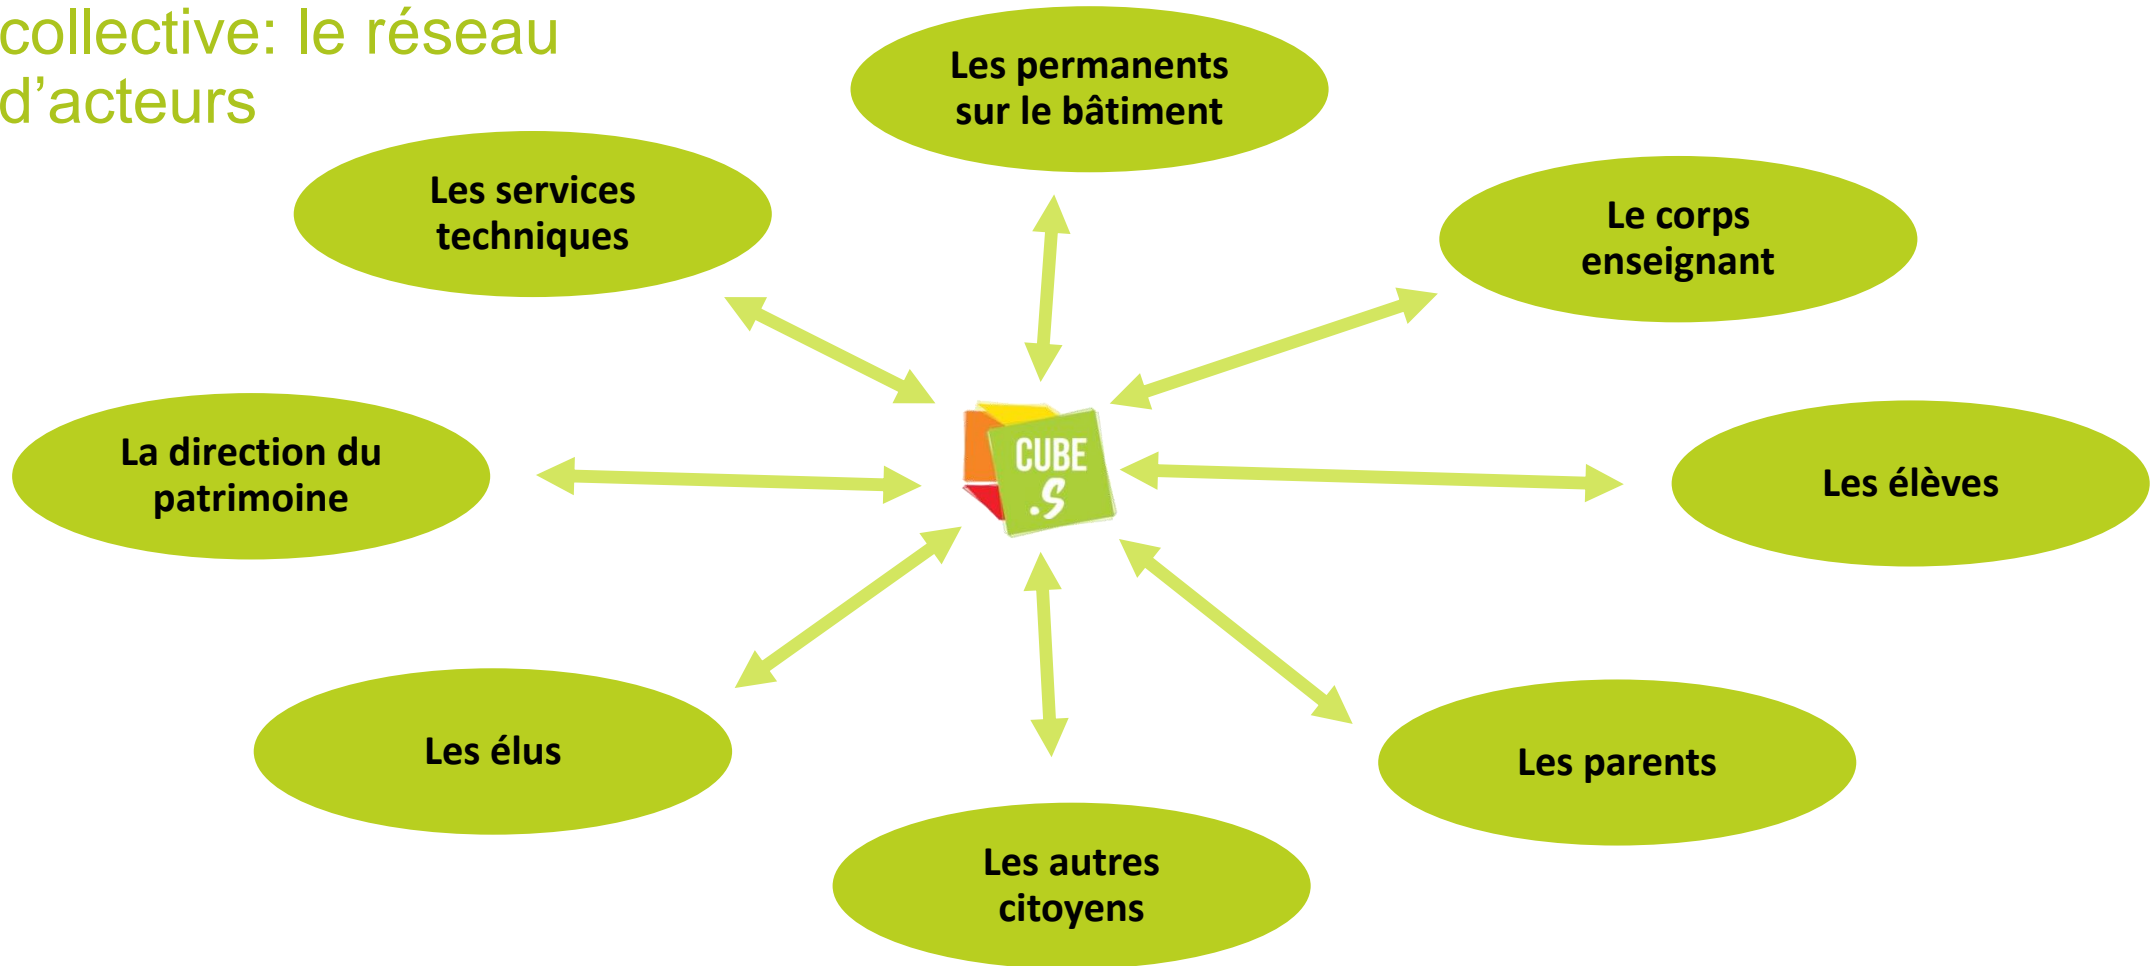 collective: le réseau
d’acteurs
Les permanents
sur le bâtiment
Les services
techniques
Le corps
enseignant
La direction du
patrimoine
CUBE
.S
Les élèves
Les élus
Les parents
Les autres
citoyens